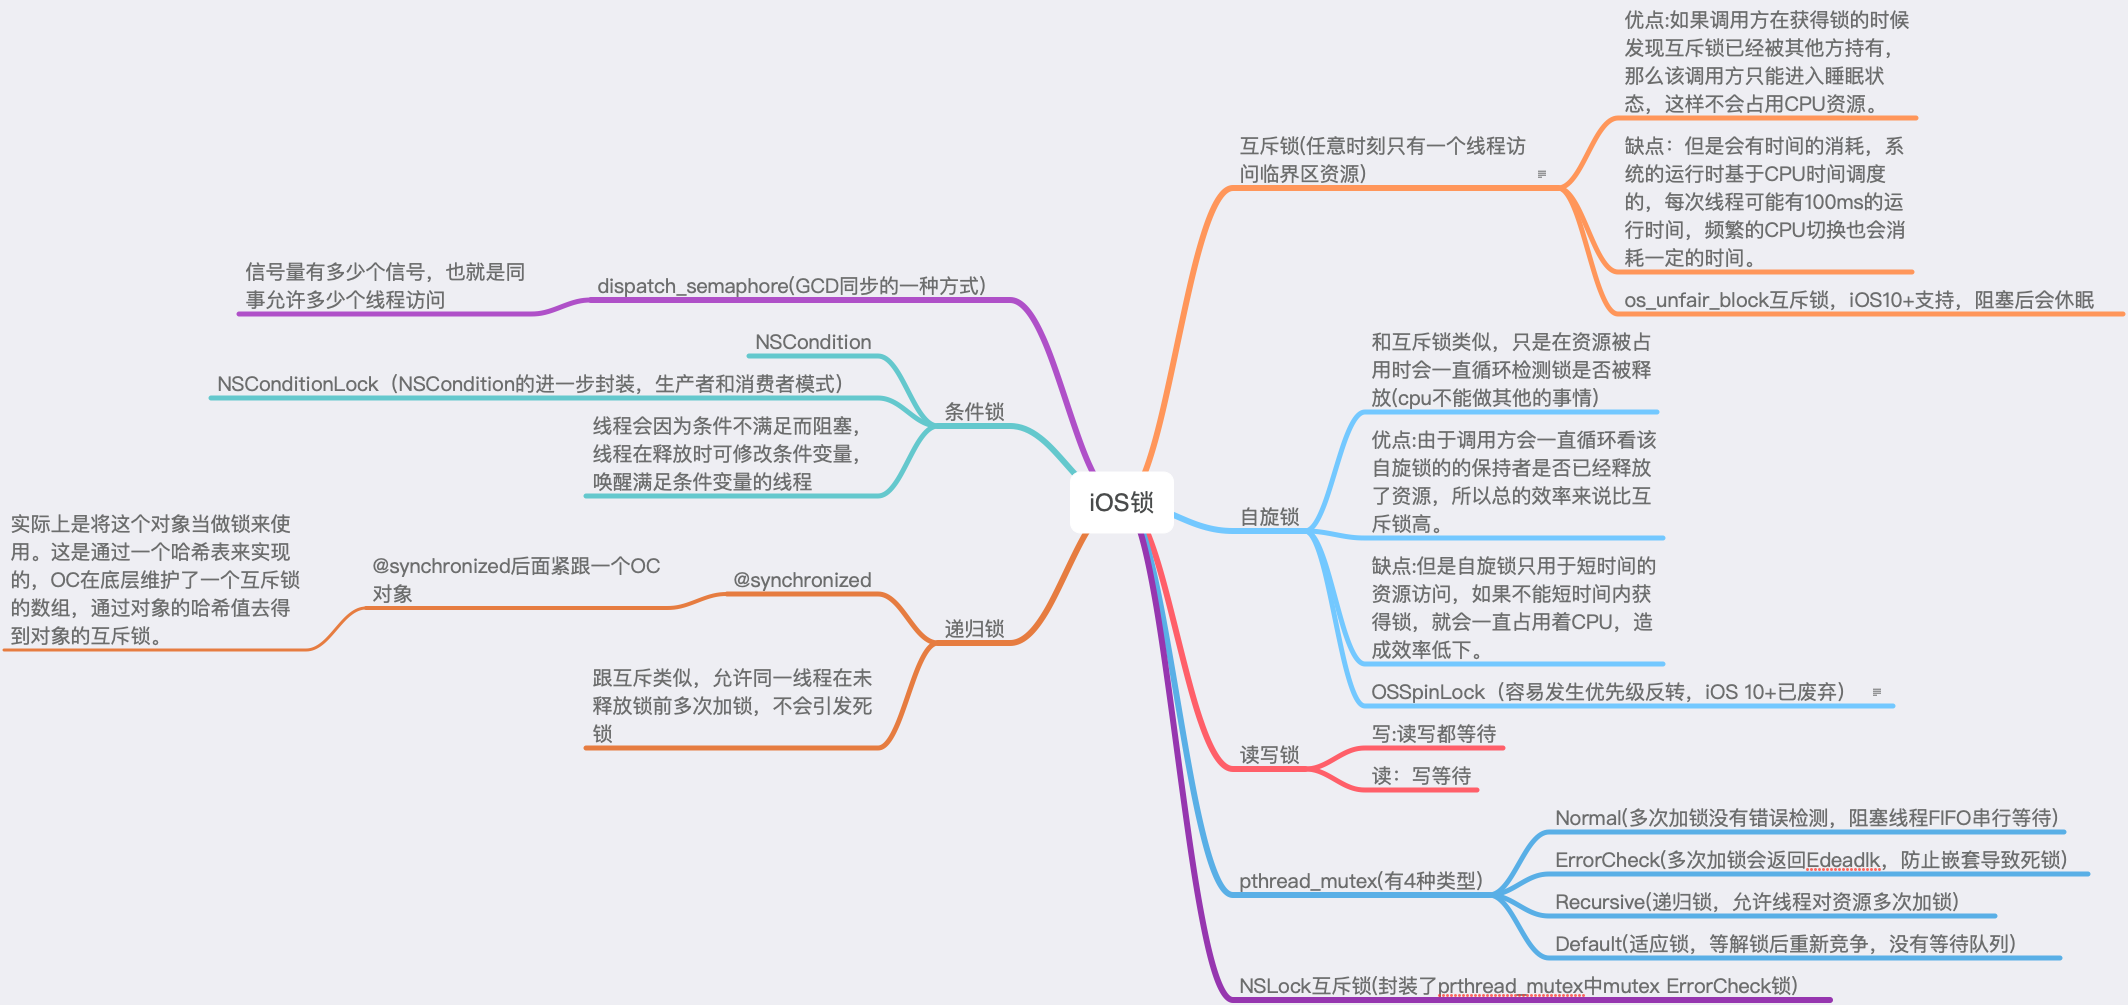 iOS锁
互斥锁(任意时刻只有一个线程访
问临界区资源)
优点:如果调用方在获得锁的时候
发现互斥锁已经被其他方持有，
那么该调用方只能进入睡眠状
态，这样不会占用CPU资源。
缺点：但是会有时间的消耗，系
统的运行时基于CPU时间调度
的，每次线程可能有100ms的运
行时间，频繁的CPU切换也会消
耗一定的时间。
os_unfair_block互斥锁，iOS10+支持，阻塞后会休眠
自旋锁
和互斥锁类似，只是在资源被占
用时会一直循环检测锁是否被释
放(cpu不能做其他的事情)
优点:由于调用方会一直循环看该
自旋锁的的保持者是否已经释放
了资源，所以总的效率来说比互
斥锁高。
缺点:但是自旋锁只用于短时间的
资源访问，如果不能短时间内获
得锁，就会一直占用着CPU，造
成效率低下。
OSSpinLock（容易发生优先级反转，iOS 10+已废弃）
读写锁
写:读写都等待
读：写等待
pthread_mutex(有4种类型)
Normal(多次加锁没有错误检测，阻塞线程FIFO串行等待)
ErrorCheck(多次加锁会返回Edeadlk，防止嵌套导致死锁)
Recursive(递归锁，允许线程对资源多次加锁)
Default(适应锁，等解锁后重新竞争，没有等待队列)
NSLock互斥锁(封装了prthread_mutex中mutex ErrorCheck锁)
dispatch_semaphore(GCD同步的一种方式)
信号量有多少个信号，也就是同
事允许多少个线程访问
条件锁
NSCondition
NSConditionLock（NSCondition的进一步封装，生产者和消费者模式）
线程会因为条件不满足而阻塞，
线程在释放时可修改条件变量，
唤醒满足条件变量的线程
递归锁
@synchronized
@synchronized后面紧跟一个OC
对象
实际上是将这个对象当做锁来使
用。这是通过一个哈希表来实现
的，OC在底层维护了一个互斥锁
的数组，通过对象的哈希值去得
到对象的互斥锁。
跟互斥类似，允许同一线程在未
释放锁前多次加锁，不会引发死
锁